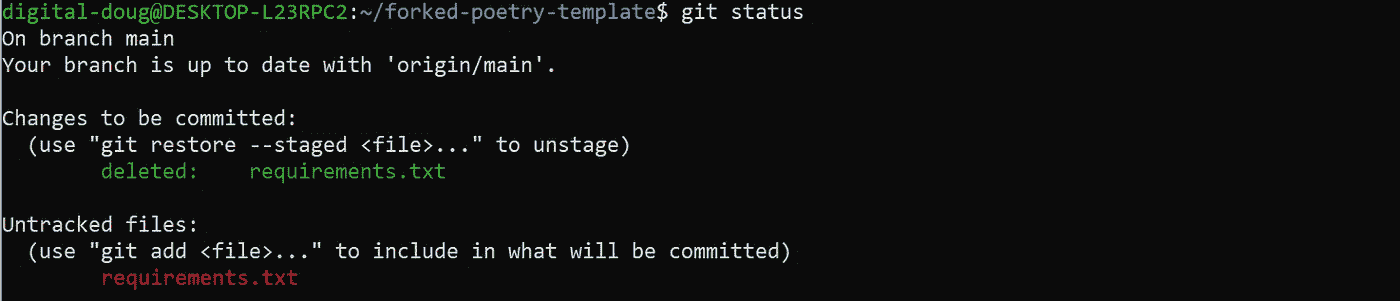 digital-doug@DESKTOP-L23RPC2:~/forked-poetry-template$ git status
On branch main
Your branch is up to date with 'origin/main'.
Changes to be committed:
(use "git restore --staged <file>..." to unstage)
deleted: requirements.txt
Untracked files:
(use "git add <file>..." to include in what will be committed)
requirements.txt